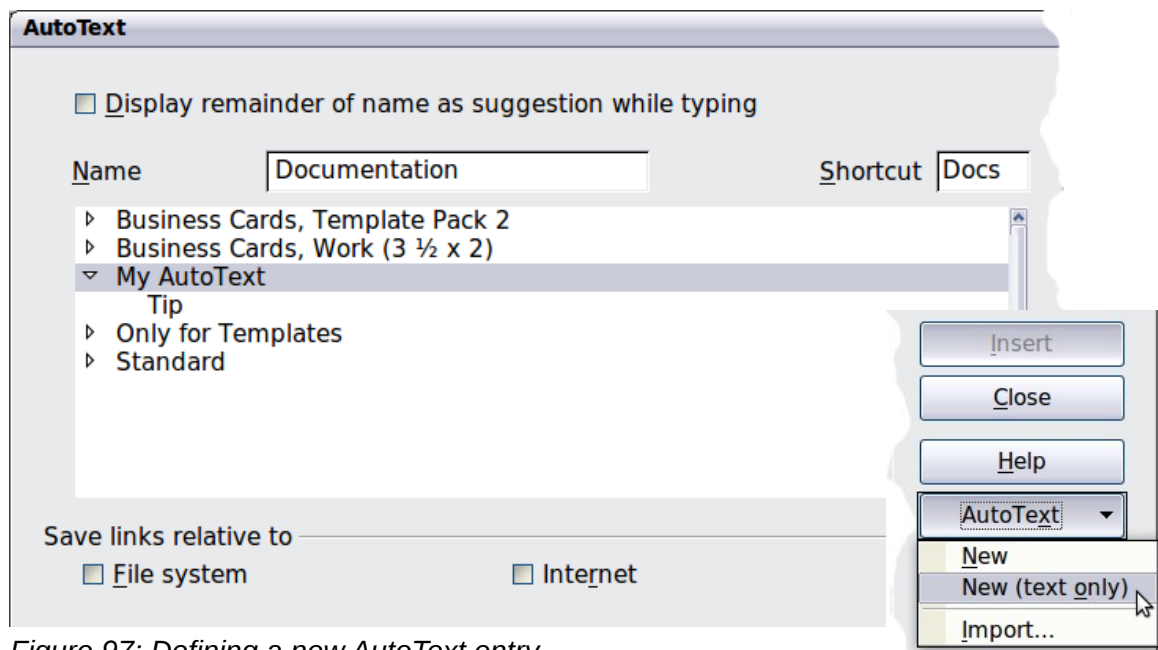 AutoText
Display remainder of name as suggestion while typing
Name Documentation Shortcut Docs
Business Cards, Template Pack 2
Business Cards, Work (3 ½ x 2)
My AutoText
Tip
Only for Templates
Standard
Insert
Close
Help
AutoText
New
New (text only)
Import...
Save links relative to
File system Internet
Figure 97: Defining a new AutoText entry